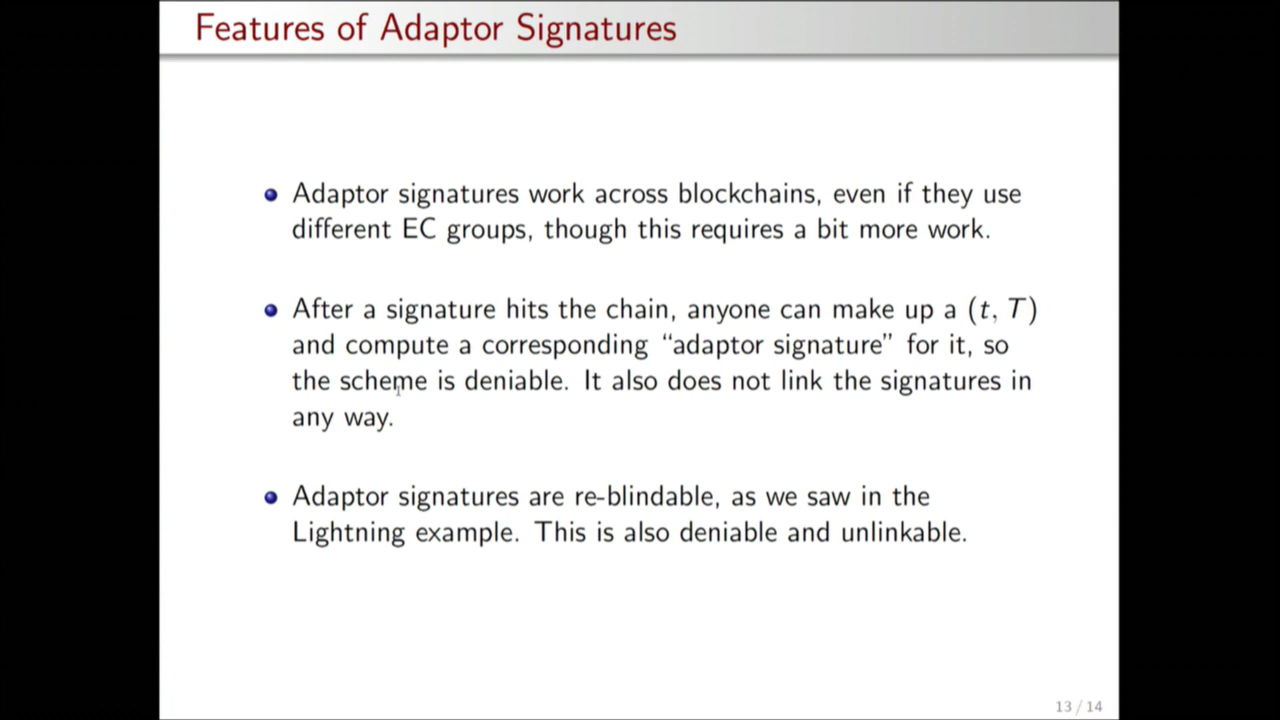 Features of Adaptor Signatures
Adaptor signatures work across blockchains, even if they use
different EC groups, though this requires a bit more work.
After a signature hits the chain, anyone can make up a (t, T)
and compute a corresponding “adaptor signature” for it, so
the scheme is deniable. It also does not link the signatures in
any way.
Adaptor signatures are re-blindable, as we saw in the
Lightning example. This is also deniable and unlinkable.
13 / 14